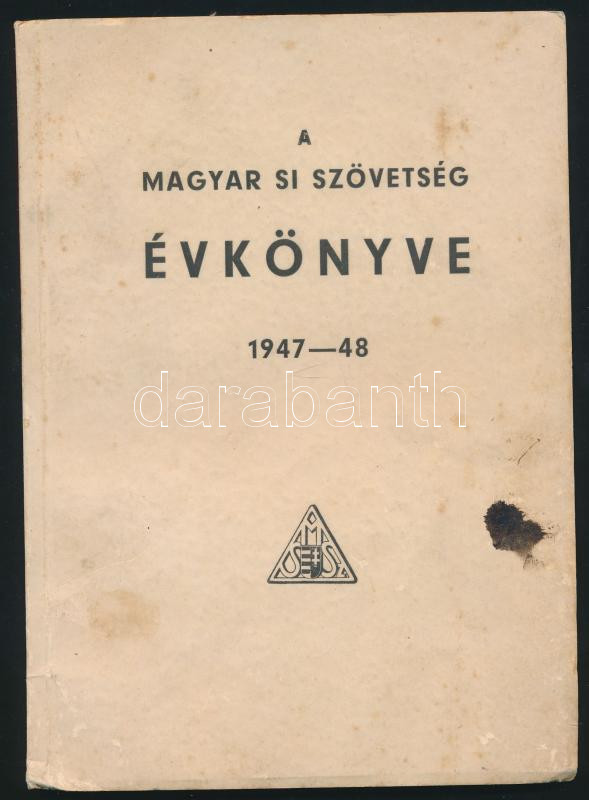 A
MAGYAR SI SZÖVETSÉG
ÉVKÖNYVE
1947—48
darabanth